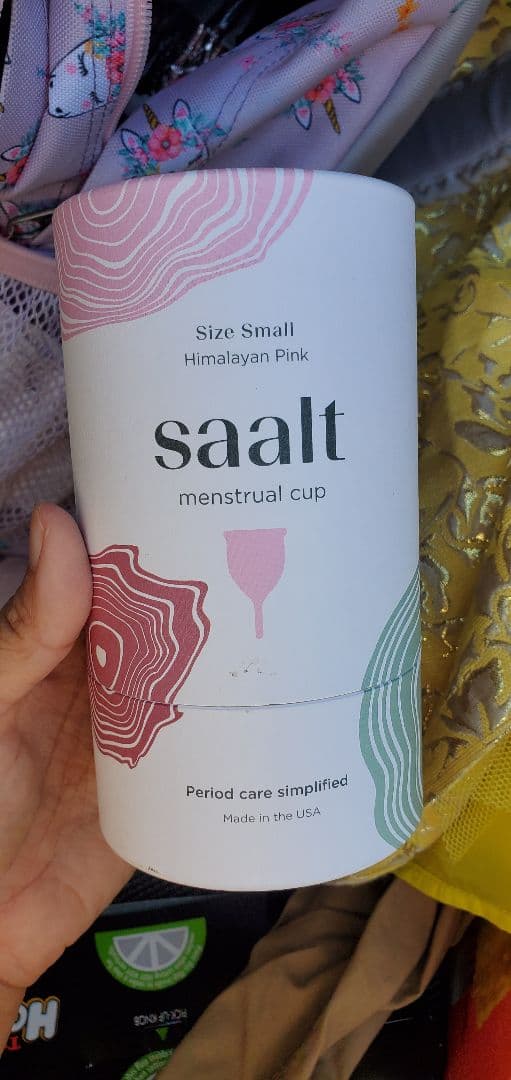 Size Small
Himalayan Pink
saalt
menstrual cup
Period care simplified
Made in the USA